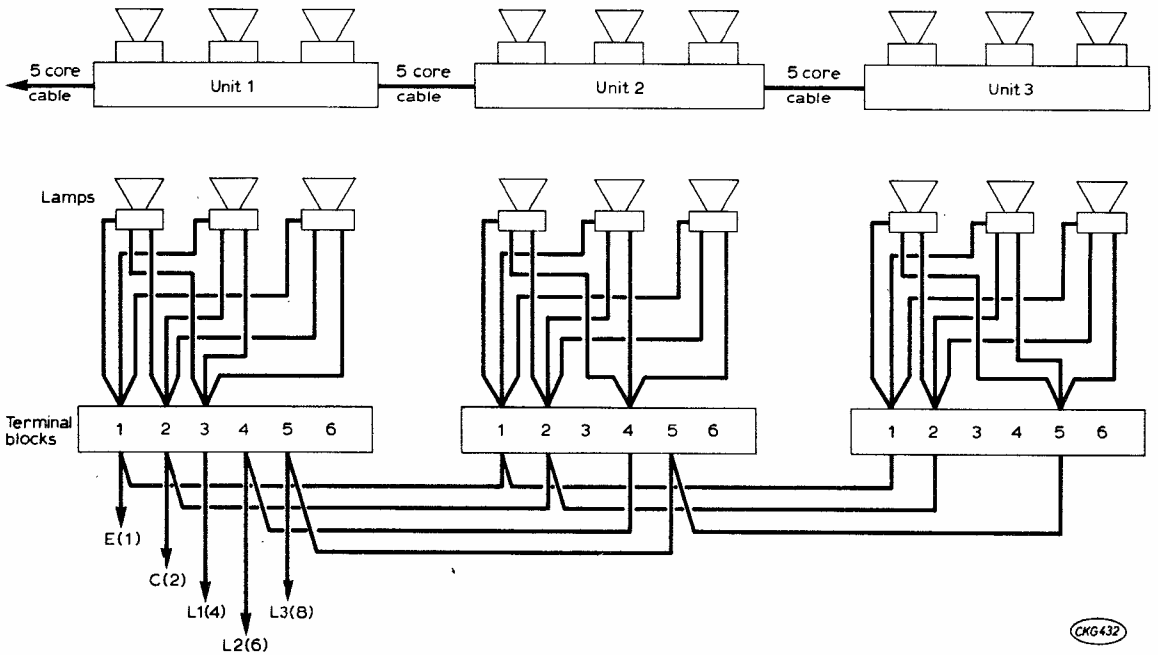 5 core
cable
Unit 1
5 core
cable
Unit 2
5 core
cable
Unit 3
Lamps
Terminal
blocks
1 2 3 4 5 6
1 2 3 4 5 6
1 2 3 4 5 6
E(1)
C(2)
L1(4)
L3(8)
L2(6)
CKG432